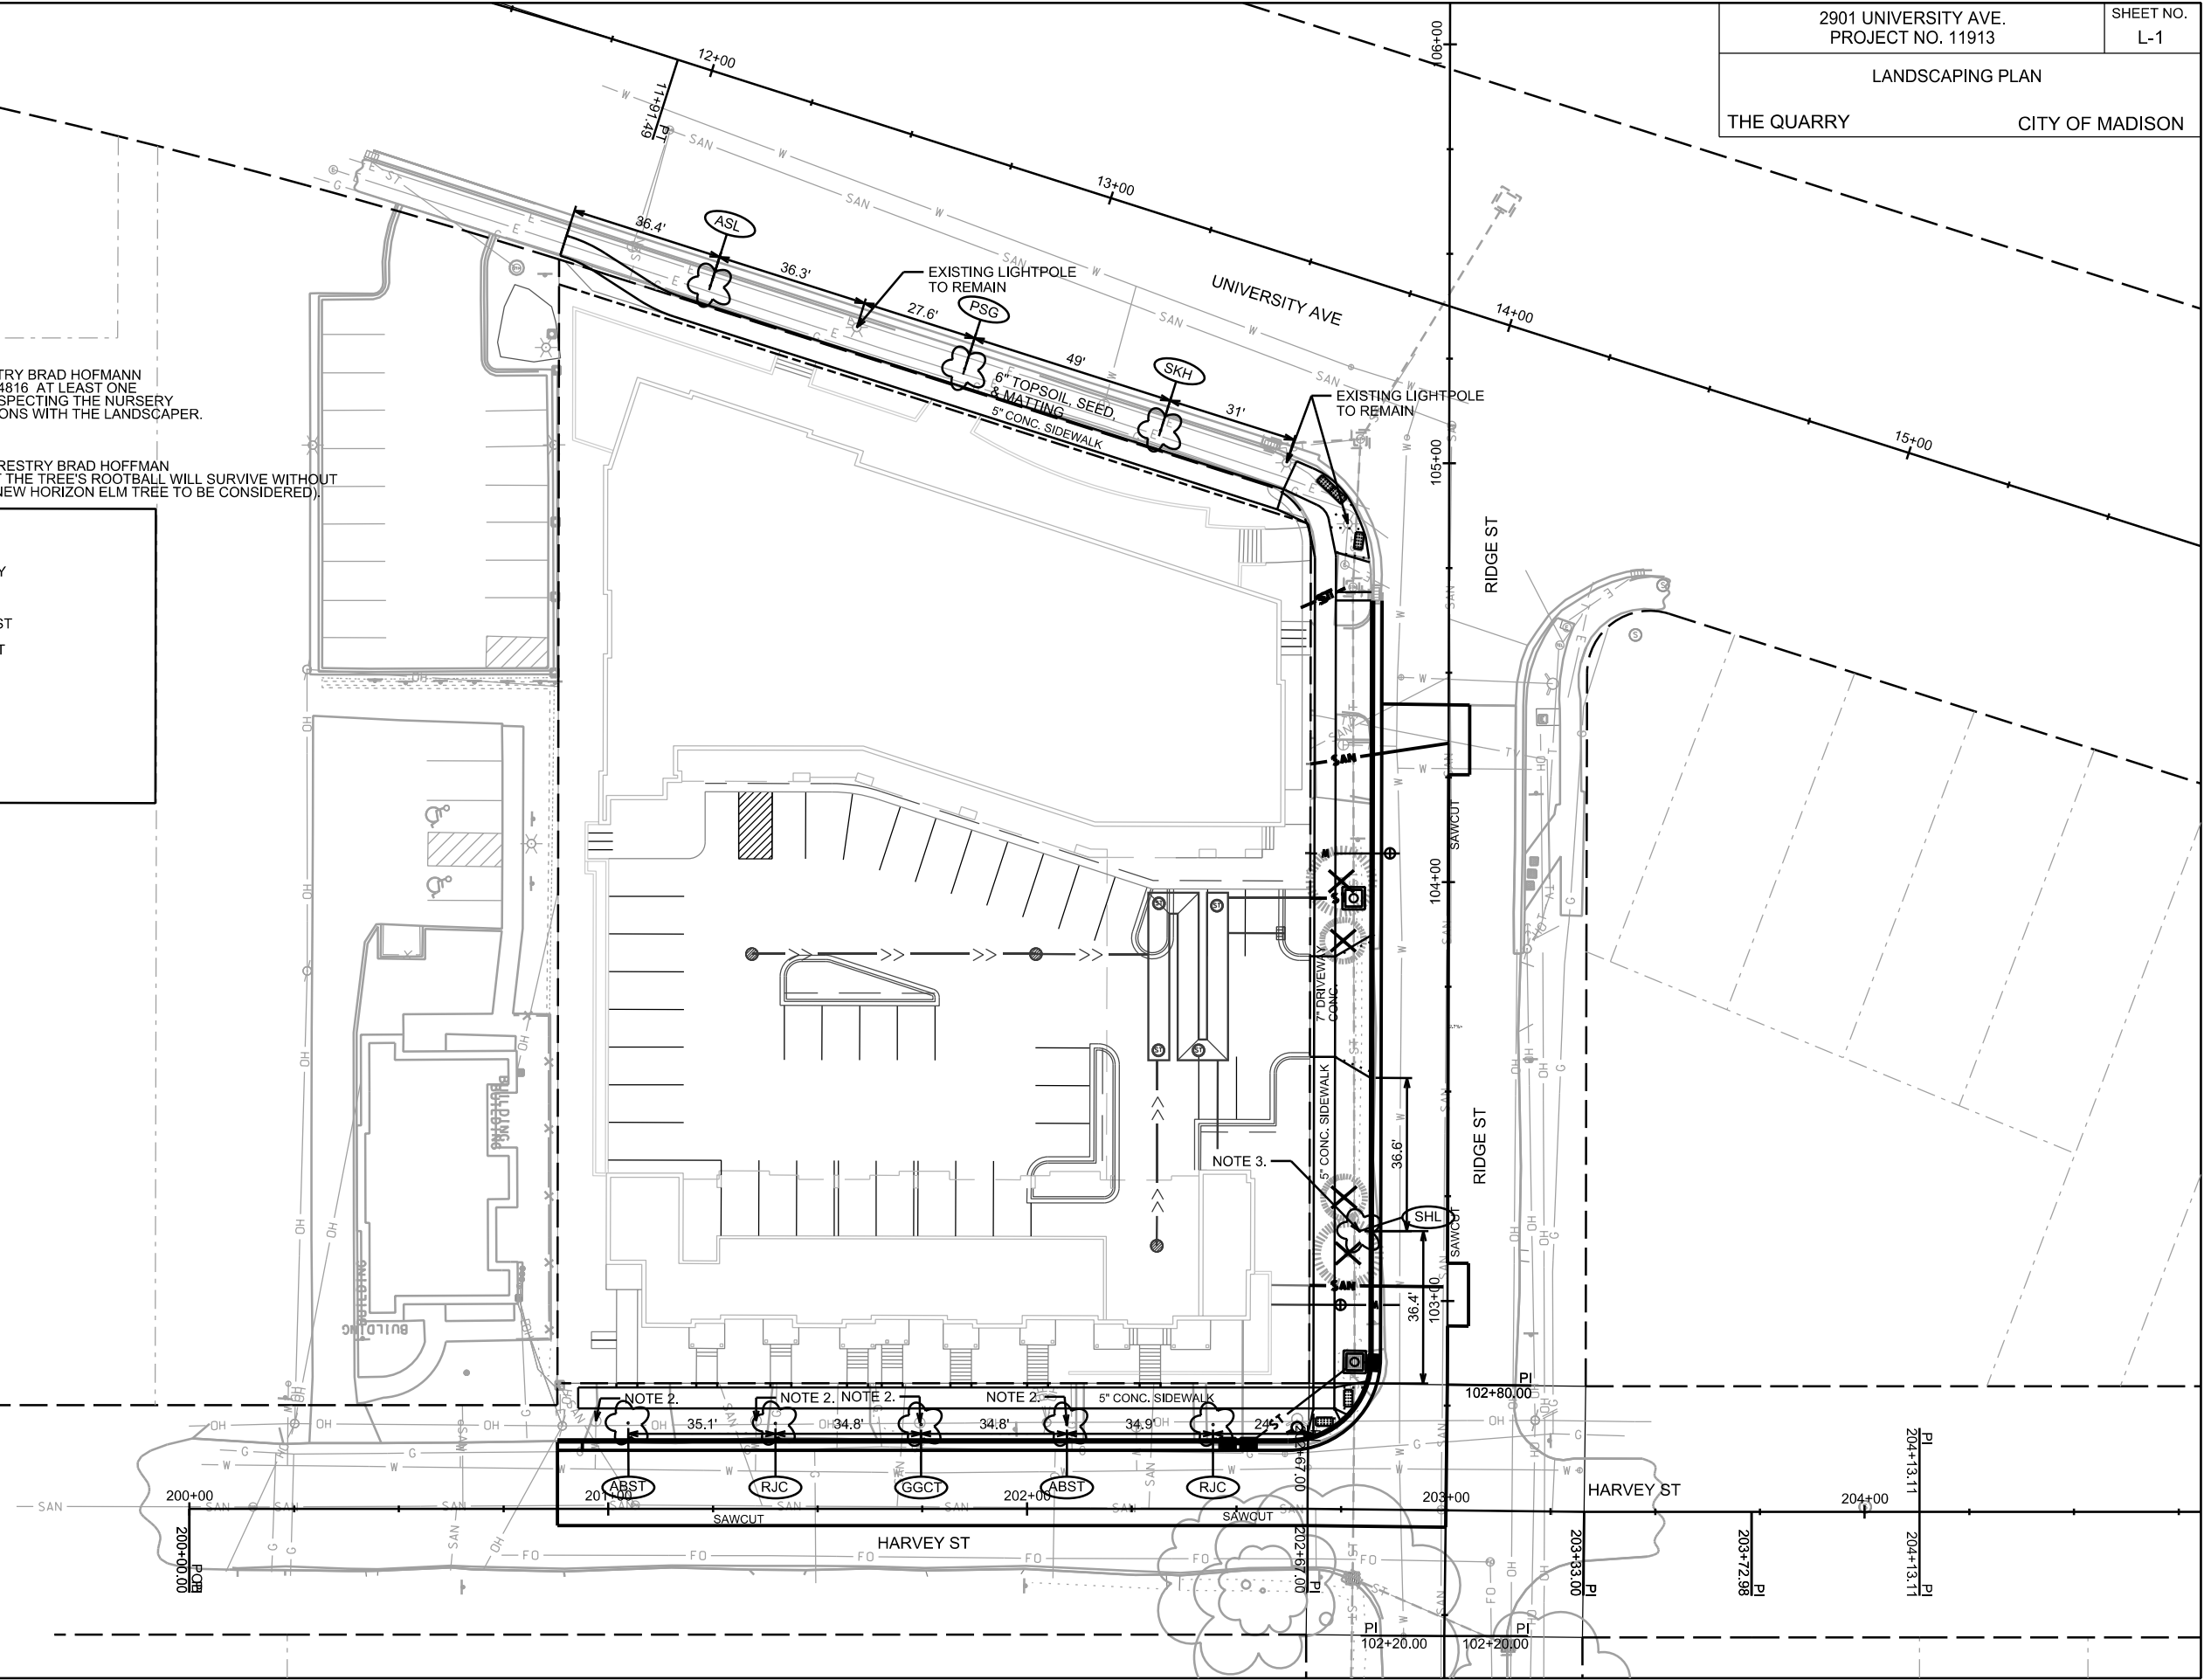 2901 UNIVERSITY AVE.
PROJECT NO. 11913
SHEET NO.
L-1
LANDSCAPING PLAN
THE QUARRY
CITY OF MADISON
106+00
12+00
11+91.49
PT
13+00
14+00
15+00
UNIVERSITY AVE
36.4'
ASL
36.3'
EXISTING LIGHTPOLE
TO REMAIN
27.6'
PSG
49'
SKH
31'
EXISTING LIGHTPOLE
TO REMAIN
6" TOPSOIL, SEED,
& MATTING
5" CONC. SIDEWALK
TRY BRAD HOFMANN
4816 AT LEAST ONE
SPECTING THE NURSERY
ONS WITH THE LANDSCAPER.
RESTRY BRAD HOFFMAN
T THE TREE'S ROOTBALL WILL SURVIVE WITHOUT
NEW HORIZON ELM TREE TO BE CONSIDERED).
Y
ST
T
105+00
RIDGE ST
SAN
SAWCUT
104+00
7" DRIVEWAY
CONC.
5" CONC. SIDEWALK
NOTE 3.
36.6'
RIDGE ST
SHL
SAWCUT
SAN
36.4'
103+00
BUILDING
BUILDING
BUILDING
BUILDING
PI
102+80.00
NOTE 2.
NOTE 2.
NOTE 2.
NOTE 2.
5" CONC. SIDEWALK
35.1'
34.8'
34.8'
34.9'
ST
ABST
RJC
GGCT
ABST
RJC
200+00
201+00
202+00
203+00
204+00
SAWCUT
SAWCUT
HARVEY ST
HARVEY ST
200+00.00
202+67.00
202+67.00
PI
203+33.00
PI
203+72.98
PI
204+13.11
PI
204+13.11
PI
PI
102+20.00
PI
102+20.00